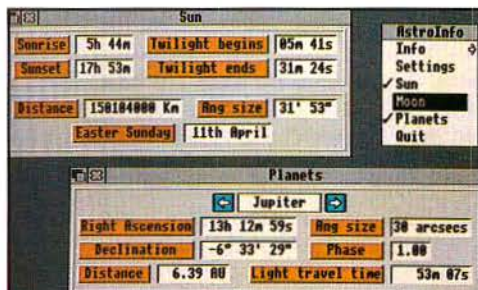 Sun
Sunrise 5h 44m Twilight begins 05m 41s
Sunset 17h 53m Twilight ends 31m 24s
Distance 150104000 Km Ang size 31' 53"
Easter Sunday 11th April
AstroInfo
Info
Settings
Sun
Moon
Planets
Quit
Planets
Jupiter
Right Ascension 13h 12m 59s Ang size 30 arcsecs
Declination -6° 33' 29" Phase 1.00
Distance 6.39 AU Light travel time 53m 07s